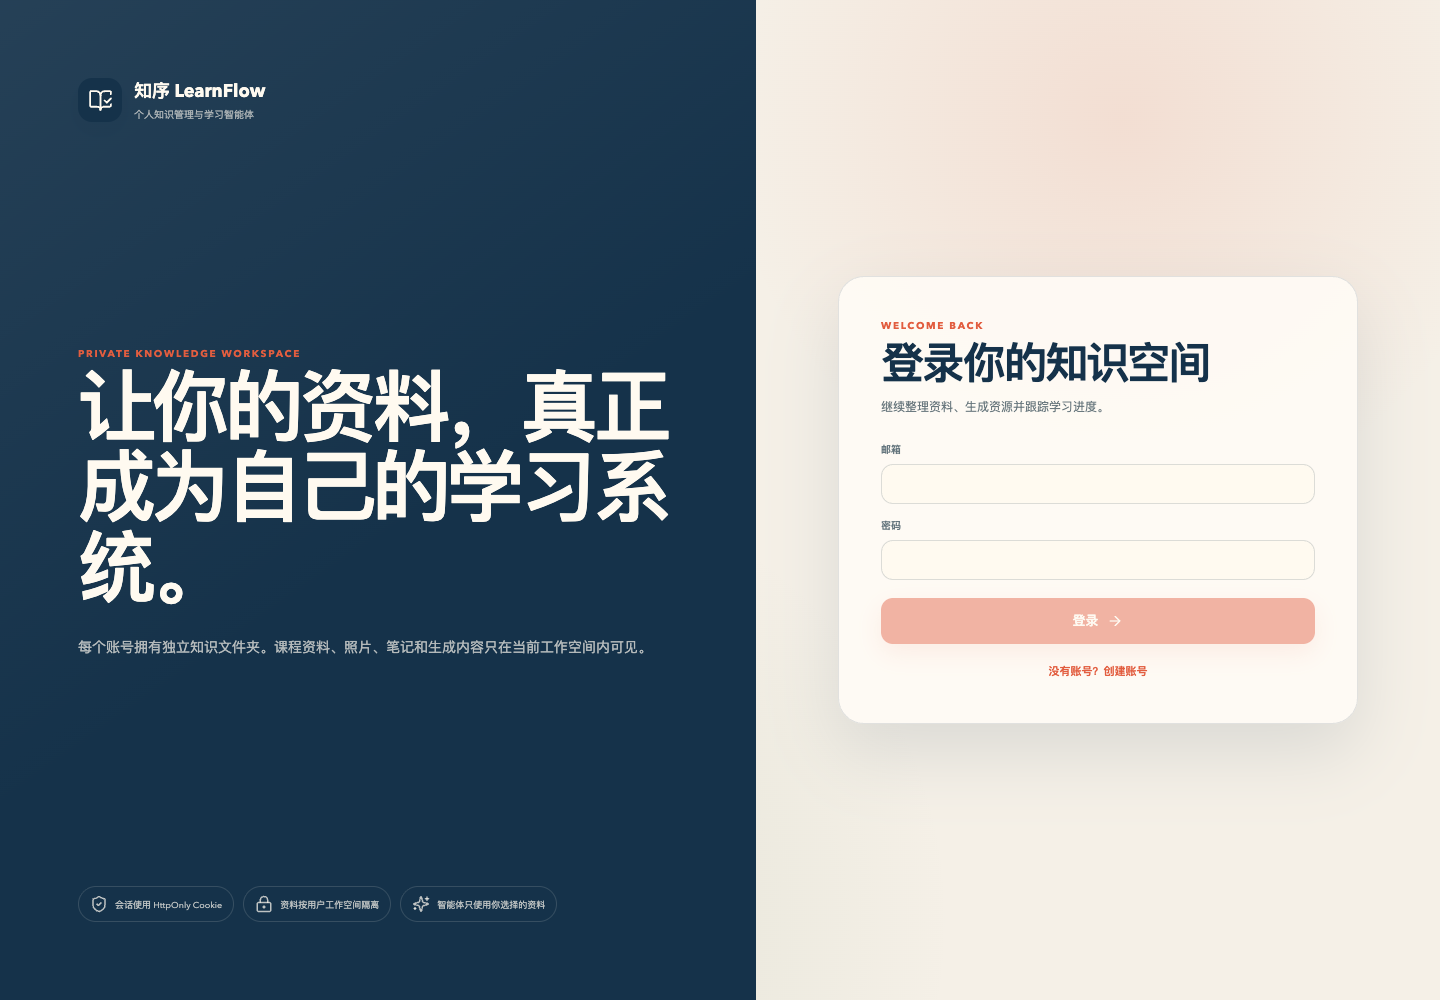 知序 LearnFlow
个人知识管理与学习智能体
PRIVATE KNOWLEDGE WORKSPACE
让你的资料，真正
成为自己的学习系
统。
每个账号拥有独立知识文件夹。课程资料、照片、笔记和生成内容只在当前工作空间内可见。
会话使用 HttpOnly Cookie
资料按用户工作空间隔离
智能体只使用你选择的资料
WELCOME BACK
登录你的知识空间
继续整理资料、生成资源并跟踪学习进度。
邮箱
密码
登录
没有账号？创建账号